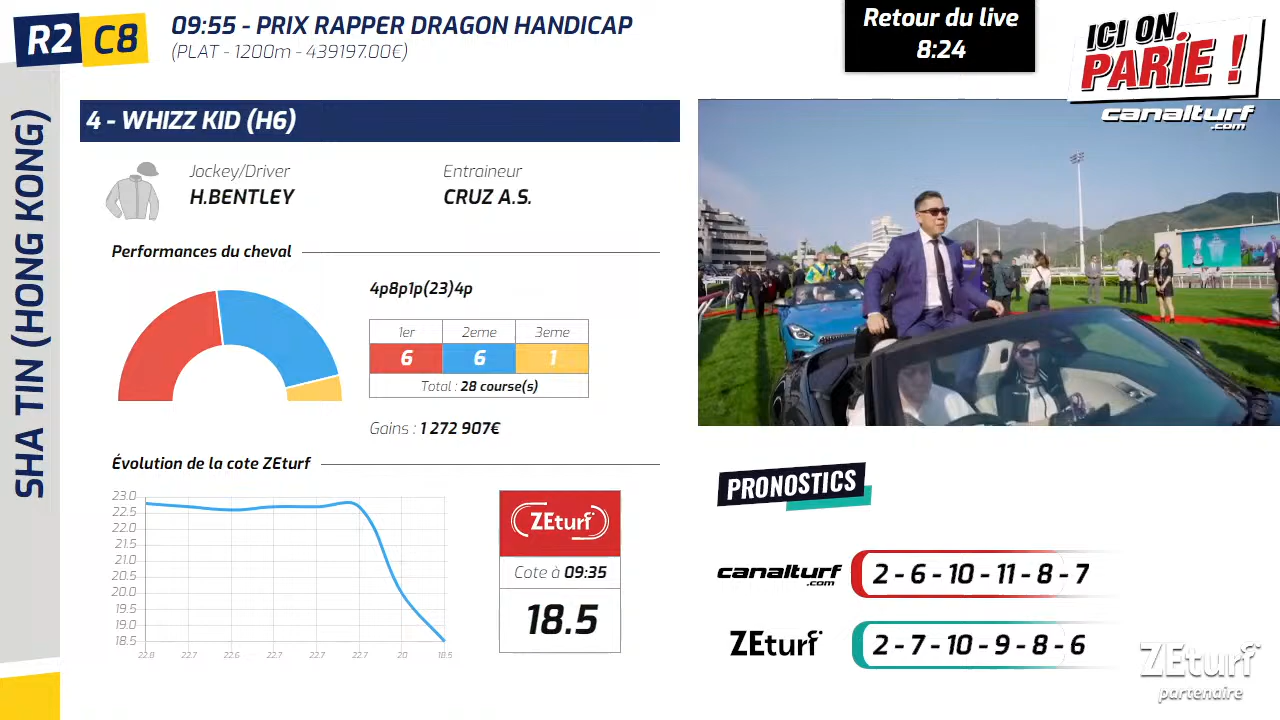 R2 C8
09:55 - PRIX RAPPER DRAGON HANDICAP
(PLAT - 1200m - 439197.00€)
Retour du live
8:24
ICI ON
PARIE !
canalturf
.com
SHA TIN (HONG KONG)
4 - WHIZZ KID (H6)
Jockey/Driver
H.BENTLEY
Entraineur
CRUZ A.S.
Performances du cheval
4p8p1p(23)4p
1er 2eme 3eme
6 6 1
Total : 28 course(s)
Gains : 1 272 907€
Évolution de la cote ZEturf
23.0
22.5
22.0
21.5
21.0
20.5
20.0
19.5
19.0
18.5
22.8 22.7 22.6 22.7 22.7 22.7 20 18.5
ZEturf
Cote à 09:35
18.5
PRONOSTICS
canalturf
.com
2 - 6 - 10 - 11 - 8 - 7
ZEturf
2 - 7 - 10 - 9 - 8 - 6
ZEturf
partenaire